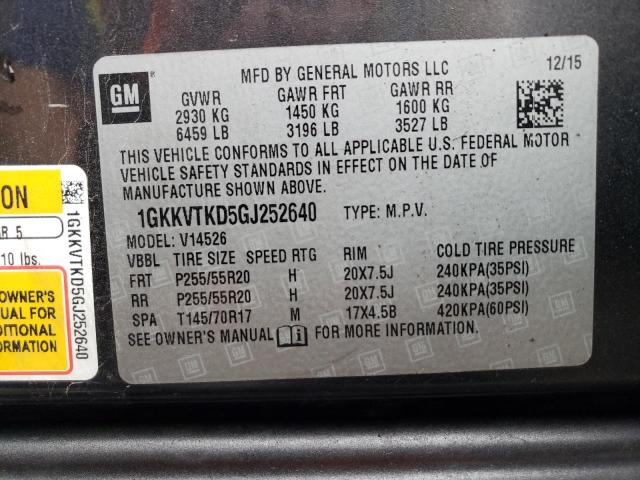 GM
MFD BY GENERAL MOTORS LLC 12/15
GVWR GAWR FRT GAWR RR
2930 KG 1450 KG 1600 KG
6459 LB 3196 LB 3527 LB
THIS VEHICLE CONFORMS TO ALL APPLICABLE U.S. FEDERAL MOTOR
VEHICLE SAFETY STANDARDS IN EFFECT ON THE DATE OF
MANUFACTURE SHOWN ABOVE.
1GKKVTKD5GJ252640 TYPE: M.P.V.
MODEL: V14526
VBBL TIRE SIZE SPEED RTG RIM COLD TIRE PRESSURE
FRT P255/55R20 H 20X7.5J 240KPA(35PSI)
RR P255/55R20 H 20X7.5J 240KPA(35PSI)
SPA T145/70R17 M 17X4.5B 420KPA(60PSI)
SEE OWNER'S MANUAL FOR MORE INFORMATION.
ON
AR 5
10 lbs.
OWNER'S
UAL FOR
DITIONAL
FORMATION
1GKKVTKD5GJ252640